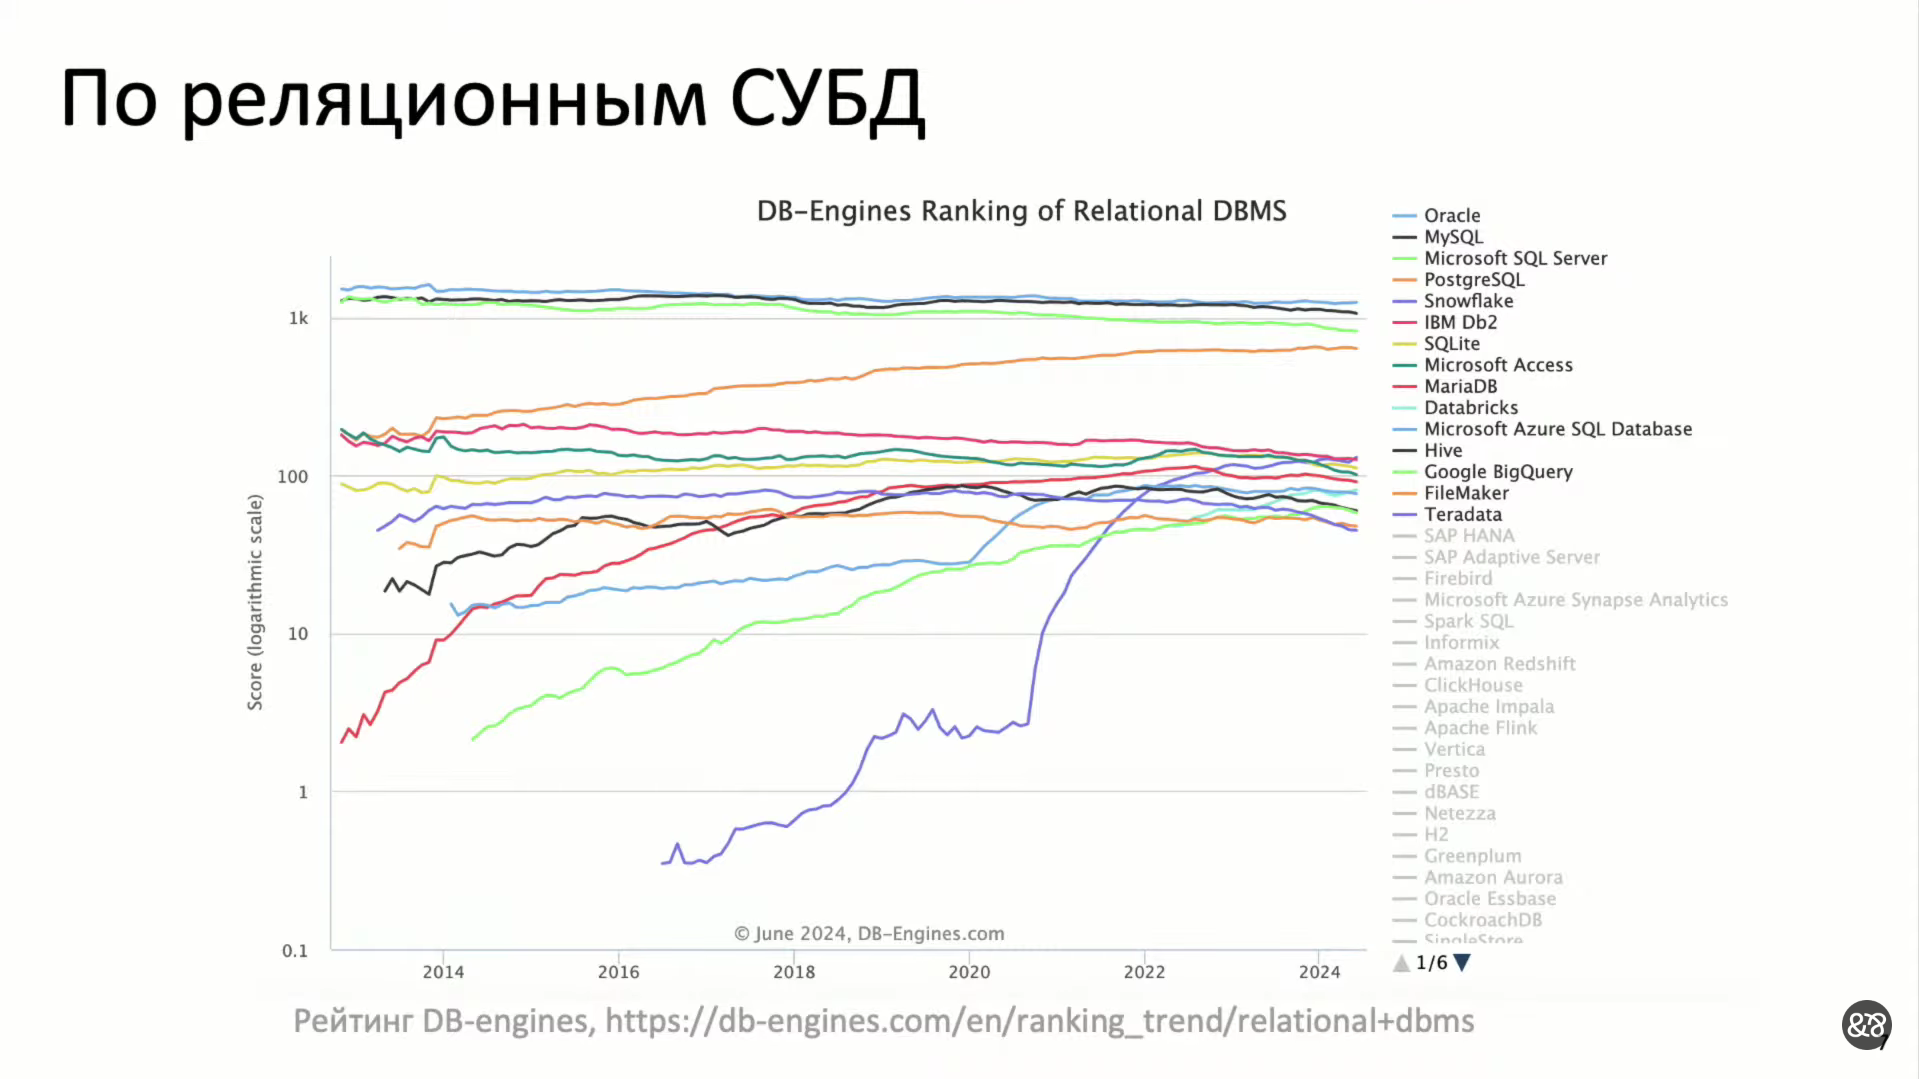 По реляционным СУБД
DB-Engines Ranking of Relational DBMS
Score (logarithmic scale)
1k
100
10
1
0.1
2014
2016
2018
2020
2022
2024
© June 2024, DB-Engines.com
Oracle
MySQL
Microsoft SQL Server
PostgreSQL
Snowflake
IBM Db2
SQLite
Microsoft Access
MariaDB
Databricks
Microsoft Azure SQL Database
Hive
Google BigQuery
FileMaker
Teradata
SAP HANA
SAP Adaptive Server
Firebird
Microsoft Azure Synapse Analytics
Spark SQL
Informix
Amazon Redshift
ClickHouse
Apache Impala
Apache Flink
Vertica
Presto
dBASE
Netezza
H2
Greenplum
Amazon Aurora
Oracle Essbase
CockroachDB
SingleStore
1/6
Рейтинг DB-engines, https://db-engines.com/en/ranking_trend/relational+dbms